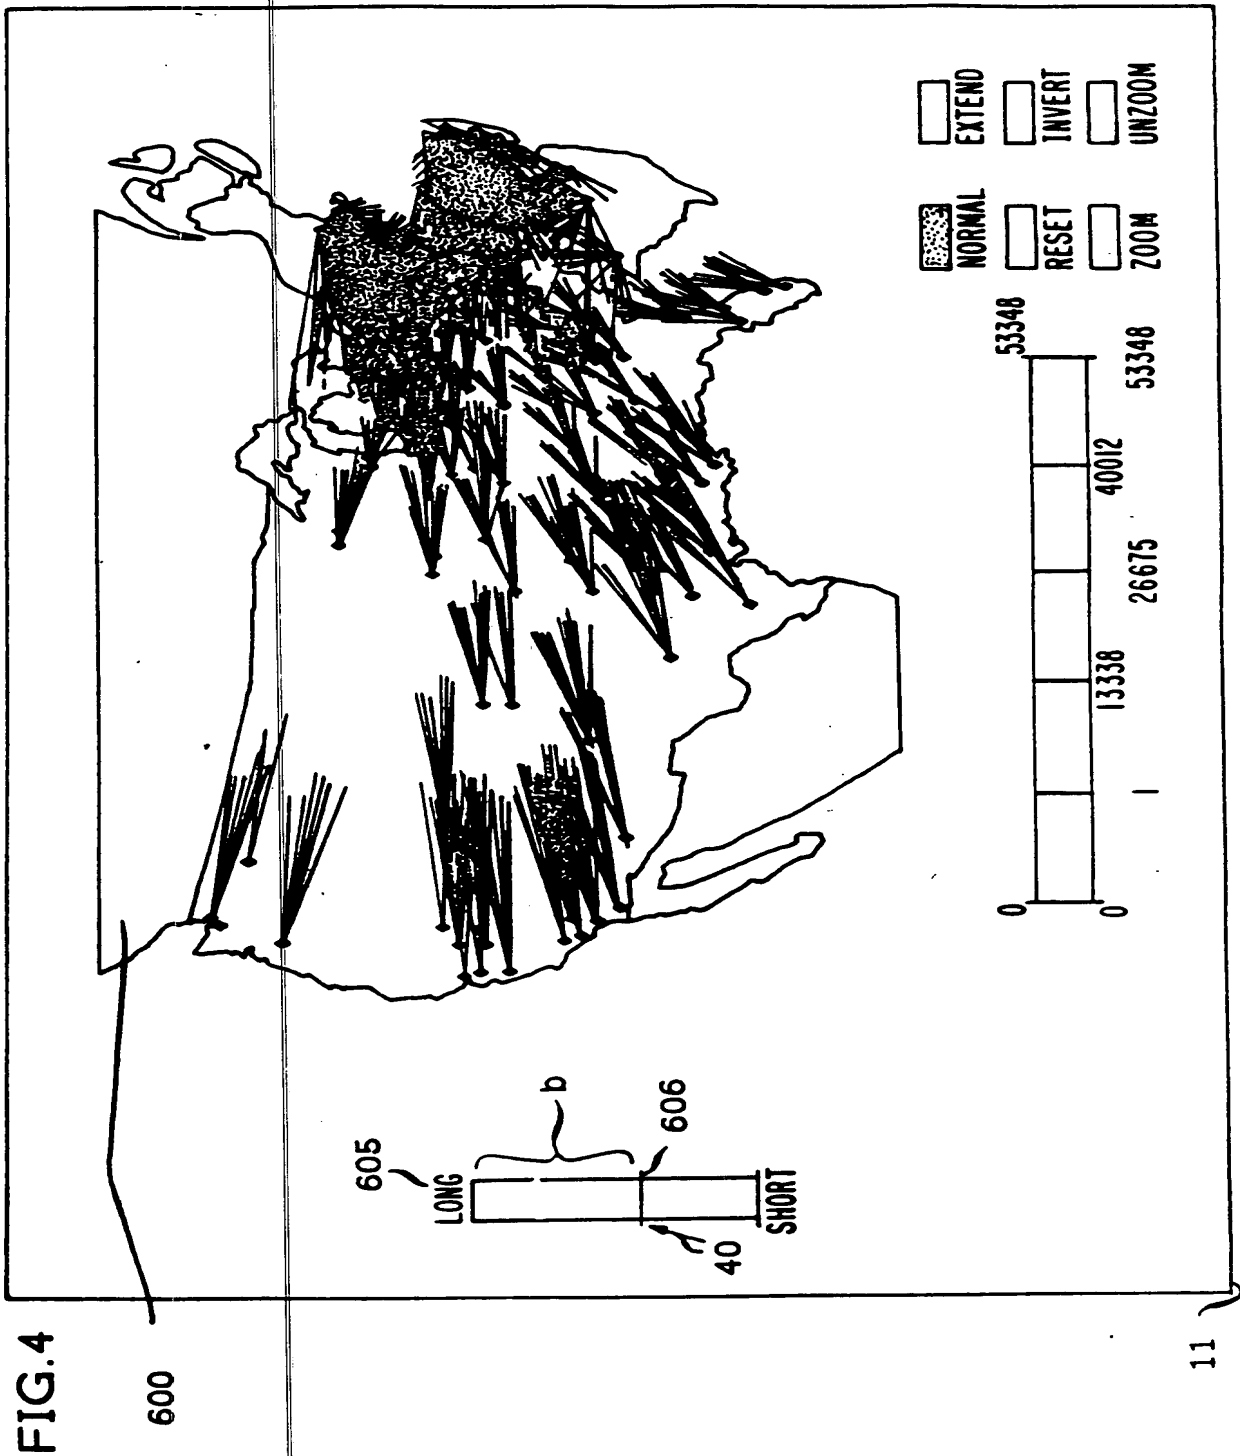 FIG.4
600
605
LONG
b
606
40
SHORT
NORMAL
EXTEND
RESET
INVERT
ZOOM
UNZOOM
0
53348
0
13338
40012
1
26675
53348
11